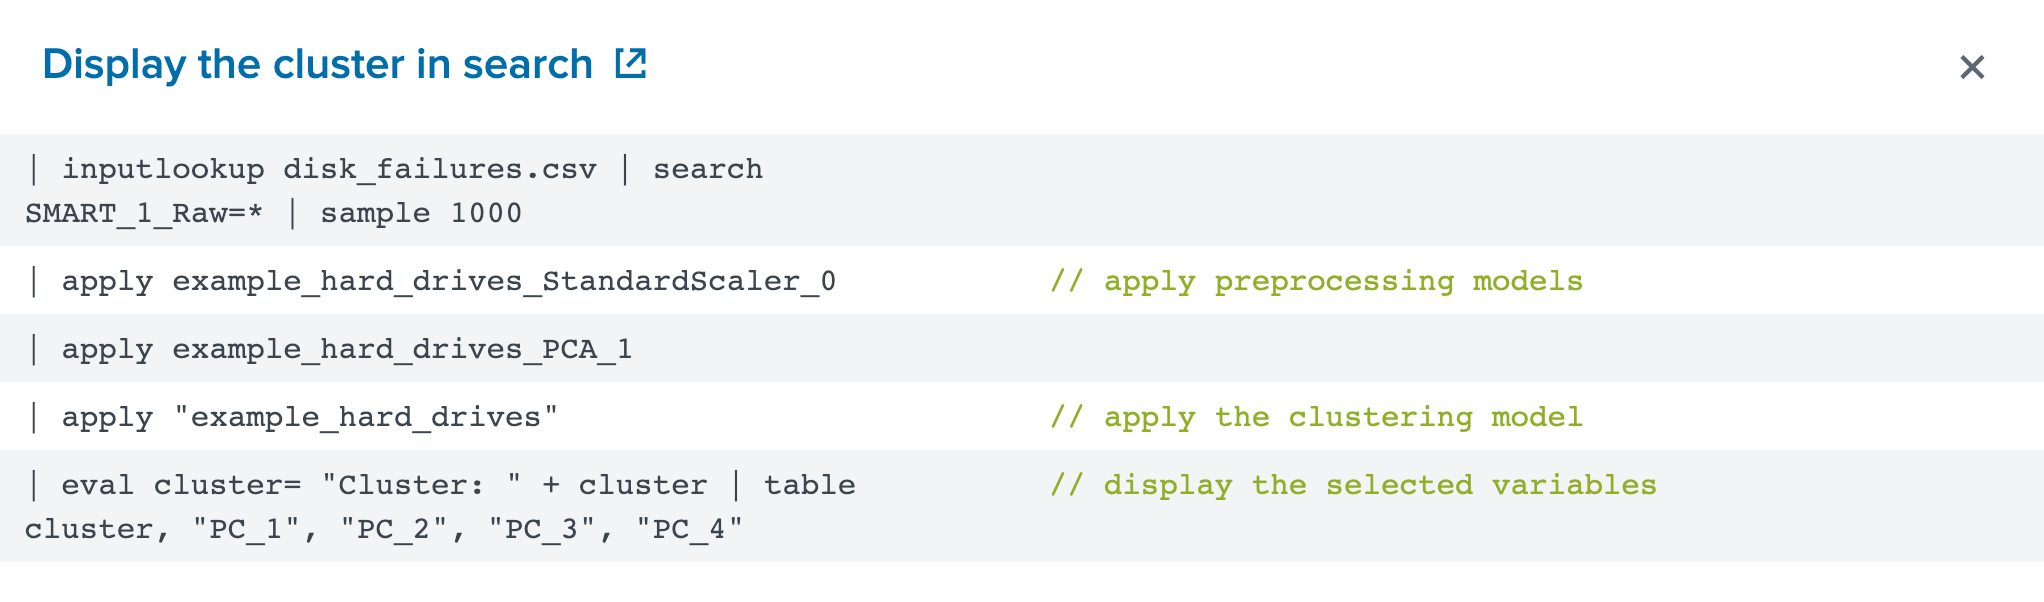 Display the cluster in search
| inputlookup disk_failures.csv | search
SMART_1_Raw=* | sample 1000
| apply example_hard_drives_StandardScaler_0 // apply preprocessing models
| apply example_hard_drives_PCA_1
| apply "example_hard_drives" // apply the clustering model
| eval cluster= "Cluster: " + cluster | table // display the selected variables
cluster, "PC_1", "PC_2", "PC_3", "PC_4"